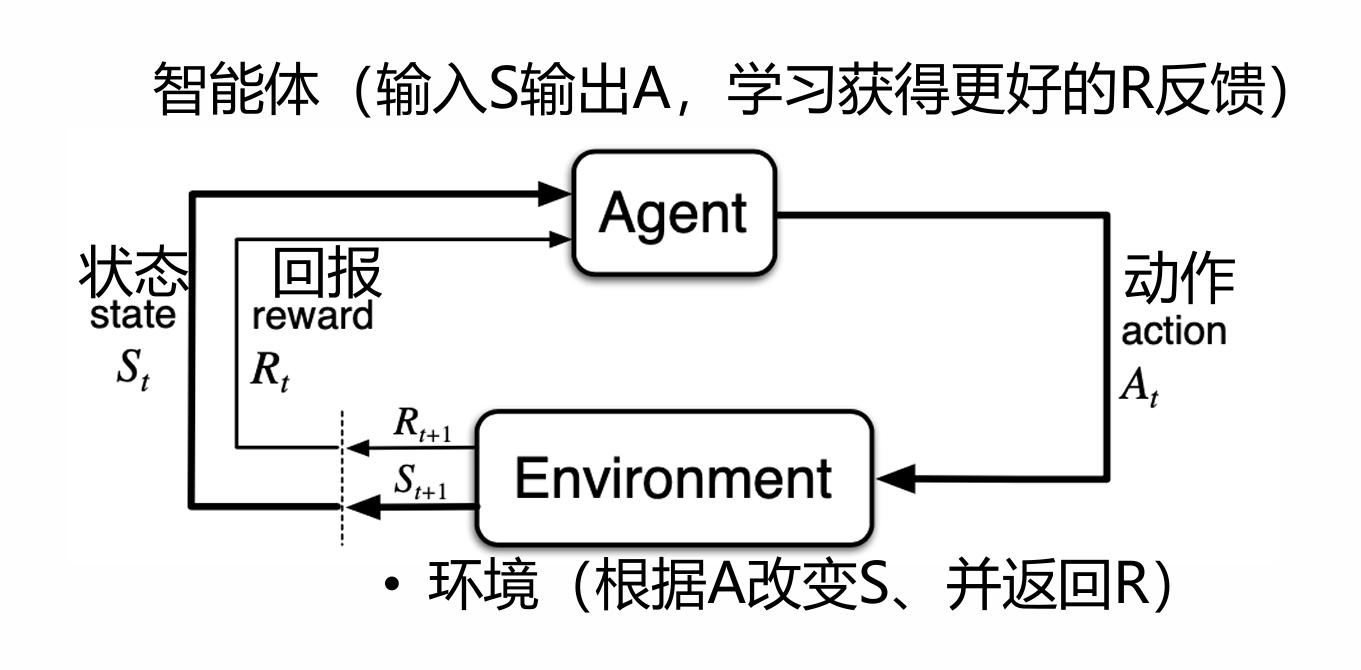 智能体（输入S输出A，学习获得更好的R反馈）
Agent
状态
state
S_t
回报
reward
R_t
动作
action
A_t
R_{t+1}
S_{t+1}
Environment
• 环境（根据A改变S、并返回R）